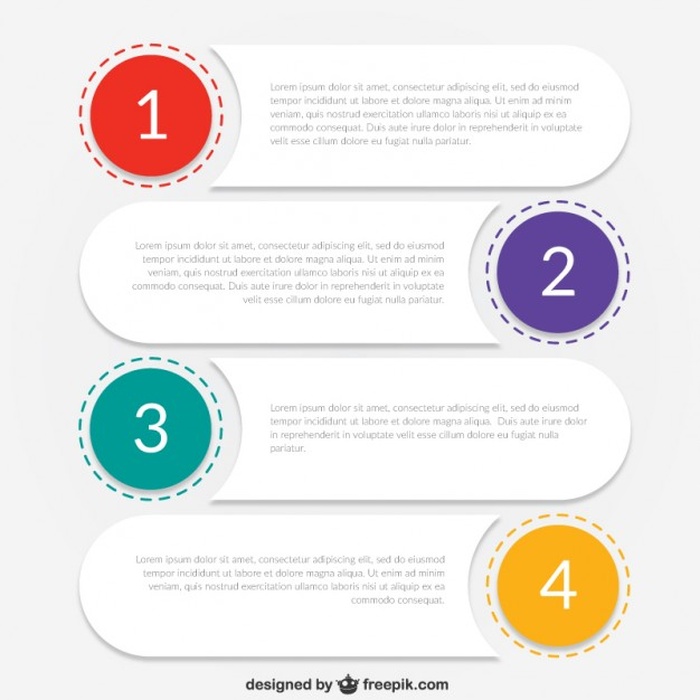 1
Lorem ipsum dolor sit amet, consectetur adipiscing elit, sed do eiusmod
tempor incididunt ut labore et dolore magna aliqua. Ut enim ad minim
veniam, quis nostrud exercitation ullamco laboris nisi ut aliquip ex ea
commodo consequat. Duis aute irure dolor in reprehenderit in voluptate
velit esse cillum dolore eu fugiat nulla pariatur.
Lorem ipsum dolor sit amet, consectetur adipiscing elit, sed do eiusmod
tempor incididunt ut labore et dolore magna aliqua. Ut enim ad minim
veniam, quis nostrud exercitation ullamco laboris nisi ut aliquip ex ea
commodo consequat. Duis aute irure dolor in reprehenderit in voluptate
velit esse cillum dolore eu fugiat nulla pariatur.
2
3
Lorem ipsum dolor sit amet, consectetur adipiscing elit, sed do eiusmod
tempor incididunt ut labore et dolore magna aliqua.  Duis aute irure dolor
in reprehenderit in voluptate velit esse cillum dolore eu fugiat nulla
pariatur.
Lorem ipsum dolor sit amet, consectetur adipiscing elit, sed do eiusmod
tempor incididunt ut labore et dolore magna aliqua. Ut enim ad minim
veniam, quis nostrud exercitation ullamco laboris nisi ut aliquip ex ea
commodo consequat.
4
designed by freepik.com